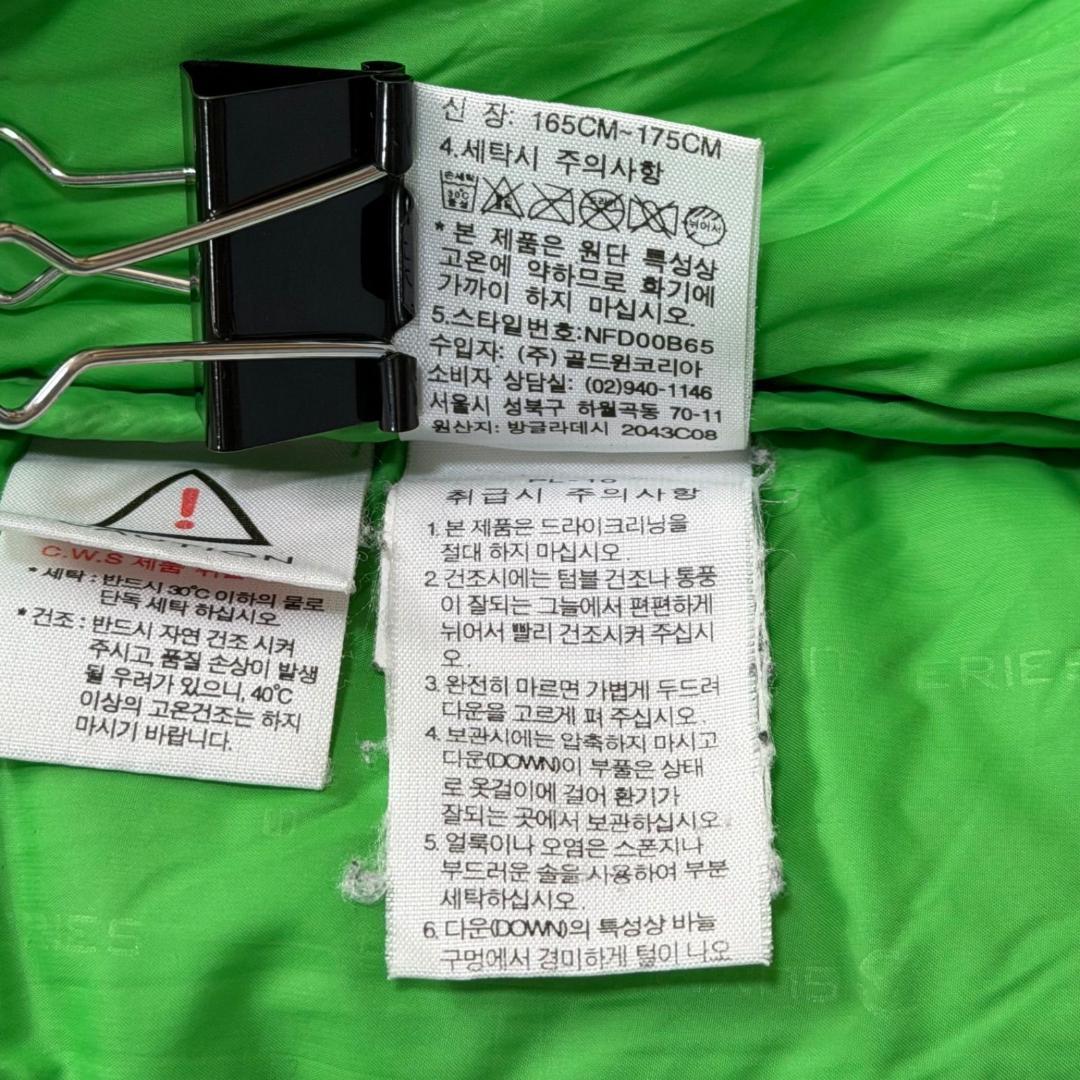 신 장: 165CM~175CM
4.세탁시 주의사항
손세탁
30℃
중성
뉘어서
*본 제품은 원단 특성상
고온에 약하므로 화기에
가까이 하지 마십시오.
5.스타일번호:NFD00B65
수입자: (주) 골드윈코리아
소비자 상담실: (02)940-1146
서울시 성북구 하월곡동 70-11
원산지: 방글라데시 2043C08
!
CAUTION
C.W.S 제품 취급
*세탁 : 반드시 30℃ 이하의 물로
단독 세탁 하십시오
*건조 : 반드시 자연 건조 시켜
주시고, 품질 손상이 발생
될 우려가 있으니, 40℃
이상의 고온건조는 하지
마시기 바랍니다.
취급시 주의사항
1. 본 제품은 드라이크리닝을
절대 하지 마십시오.
2. 건조시에는 텀블 건조나 통풍
이 잘되는 그늘에서 편편하게
뉘어서 빨리 건조시켜 주십시
오.
3. 완전히 마르면 가볍게 두드려
다운을 고르게 펴 주십시오.
4. 보관시에는 압축하지 마시고
다운(DOWN)이 부풀은 상태
로 옷걸이에 걸어 환기가
잘되는 곳에서 보관하십시오.
5. 얼룩이나 오염은 스폰지나
부드러운 솔을 사용하여 부분
세탁하십시오.
6. 다운(DOWN)의 특성상 바늘
구멍에서 경미하게 털이 나오